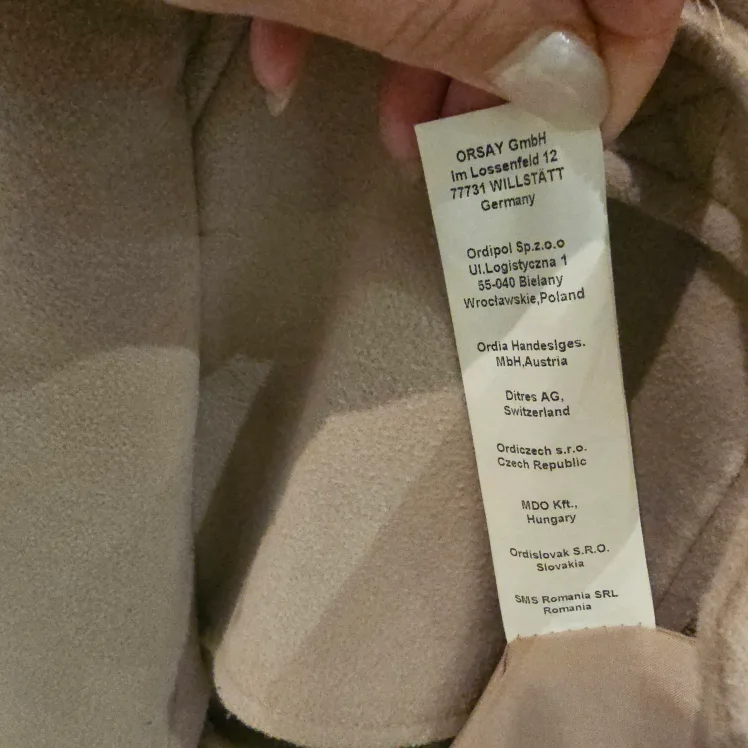 ORSAY GmbH
Im Lossenfeld 12
77731 WILLSTÄTT
Germany
Ordipol Sp.z.o.o
Ul.Logistyczna 1
55-040 Bielany
Wrocławskie,Poland
Ordia Handeslges.
MbH,Austria
Ditres AG,
Switzerland
Ordiczech s.r.o.
Czech Republic
MDO Kft.,
Hungary
Ordislovak S.R.O.
Slovakia
SMS Romania SRL
Romania